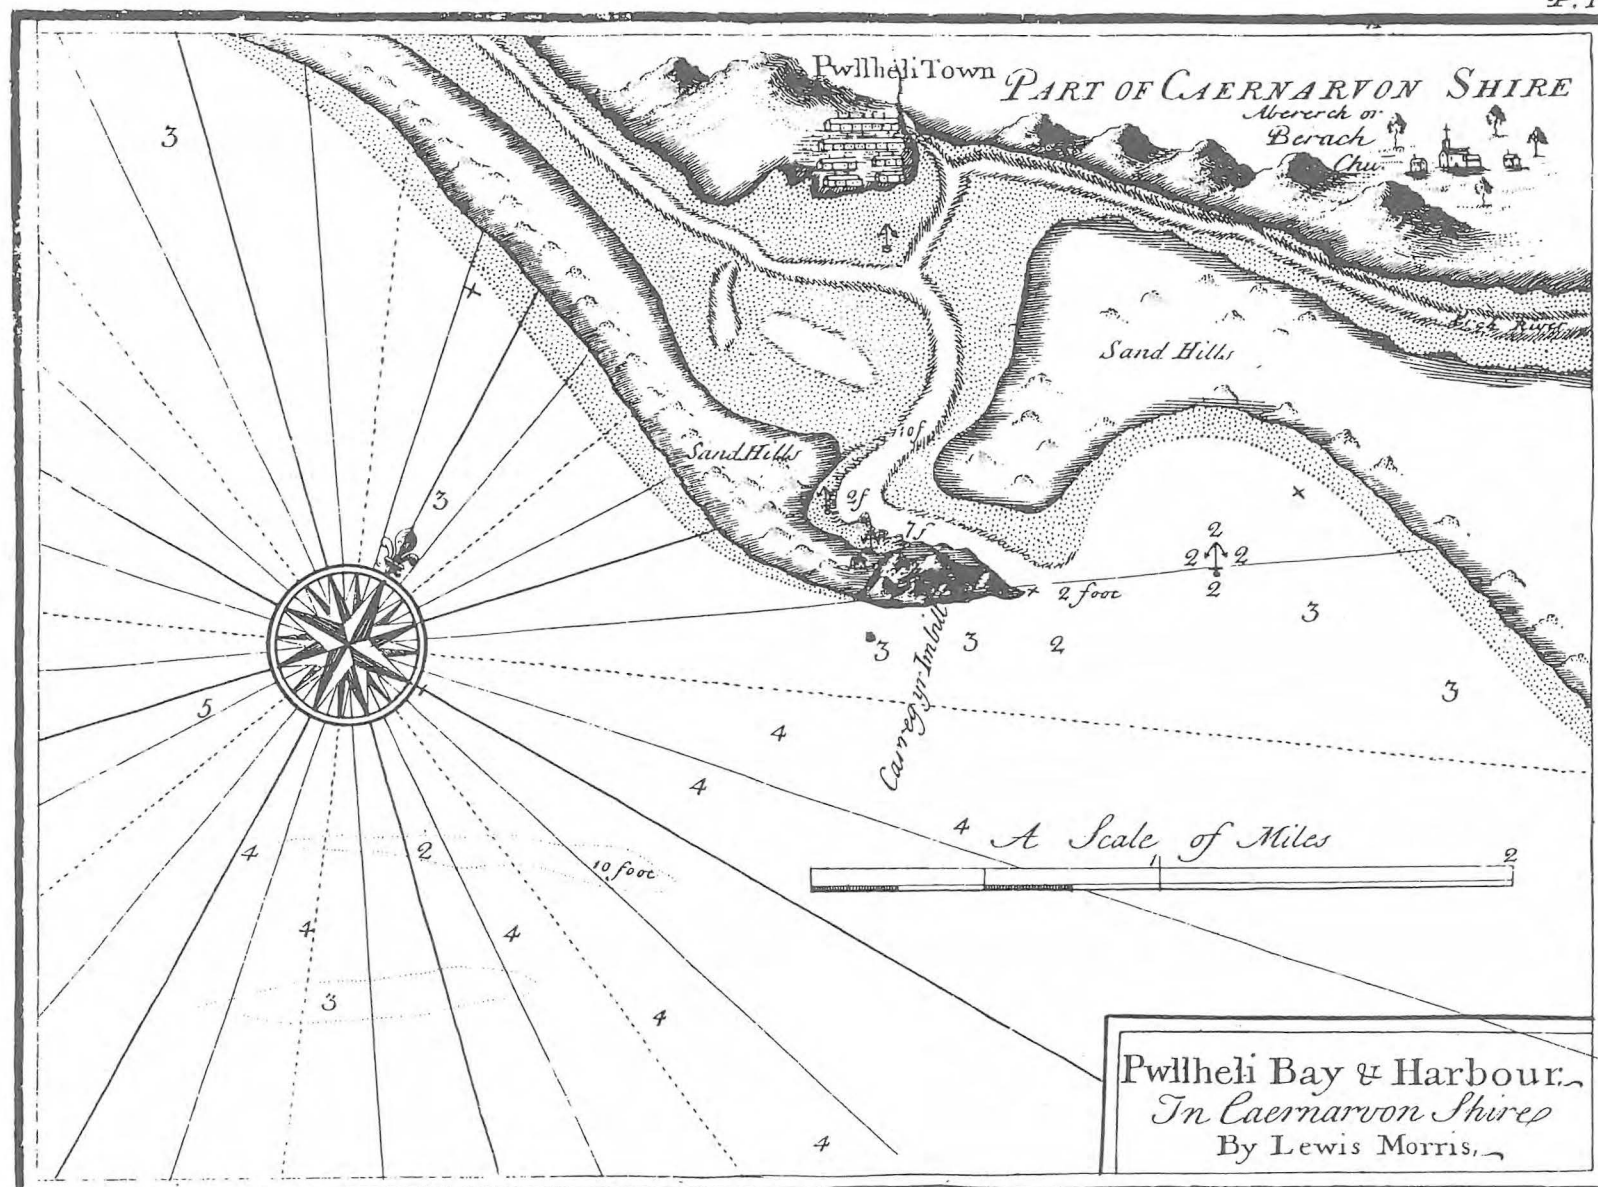 Pwllheli Town
PART OF CAERNARVON SHIRE
Abererch or
Berach
Chu
3
Sand Hills
10f
Sand Hills
2f
3
7f
2
2
2
2
2 foot
3
3
3
2
3
Carreg yr Imbill
5
4
4
4
A Scale of Miles
1
2
4
2
10 foot
4
4
3
4
4
Pwllheli Bay & Harbour
In Caernarvon Shire
By Lewis Morris,